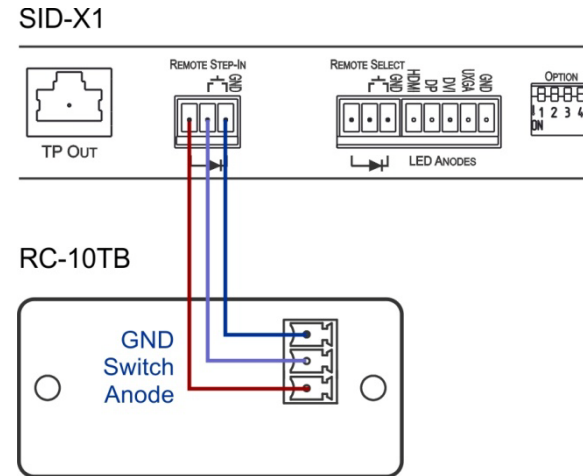 SID-X1
REMOTE STEP-IN
GND
TP OUT
REMOTE SELECT
GND
HDMI
DP
DVI
UXGA
GND
LED ANODES
OPTION
1 2 3 4
ON
RC-10TB
GND
Switch
Anode